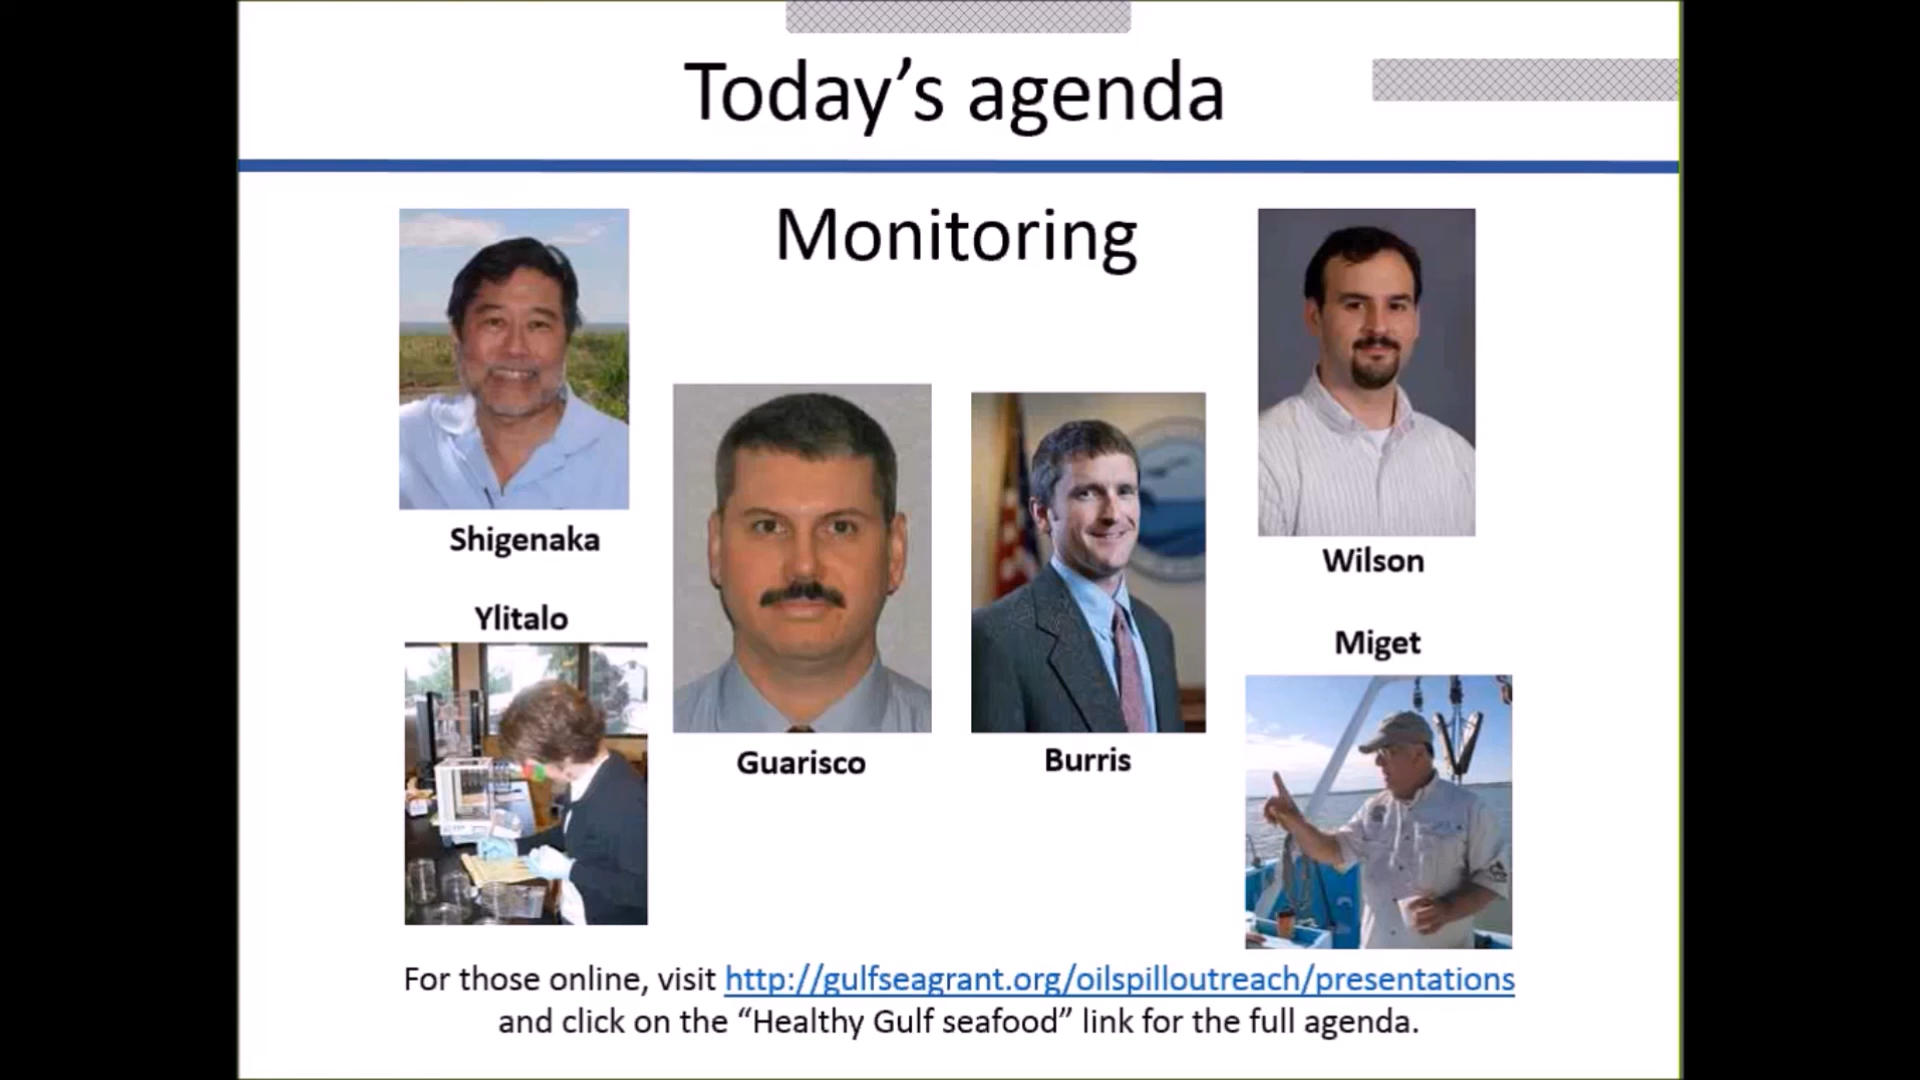 Today’s agenda
Monitoring
Shigenaka
Wilson
Ylitalo
Miget
Guarisco
Burris
For those online, visit http://gulfseagrant.org/oilspilloutreach/presentations
and click on the “Healthy Gulf seafood” link for the full agenda.